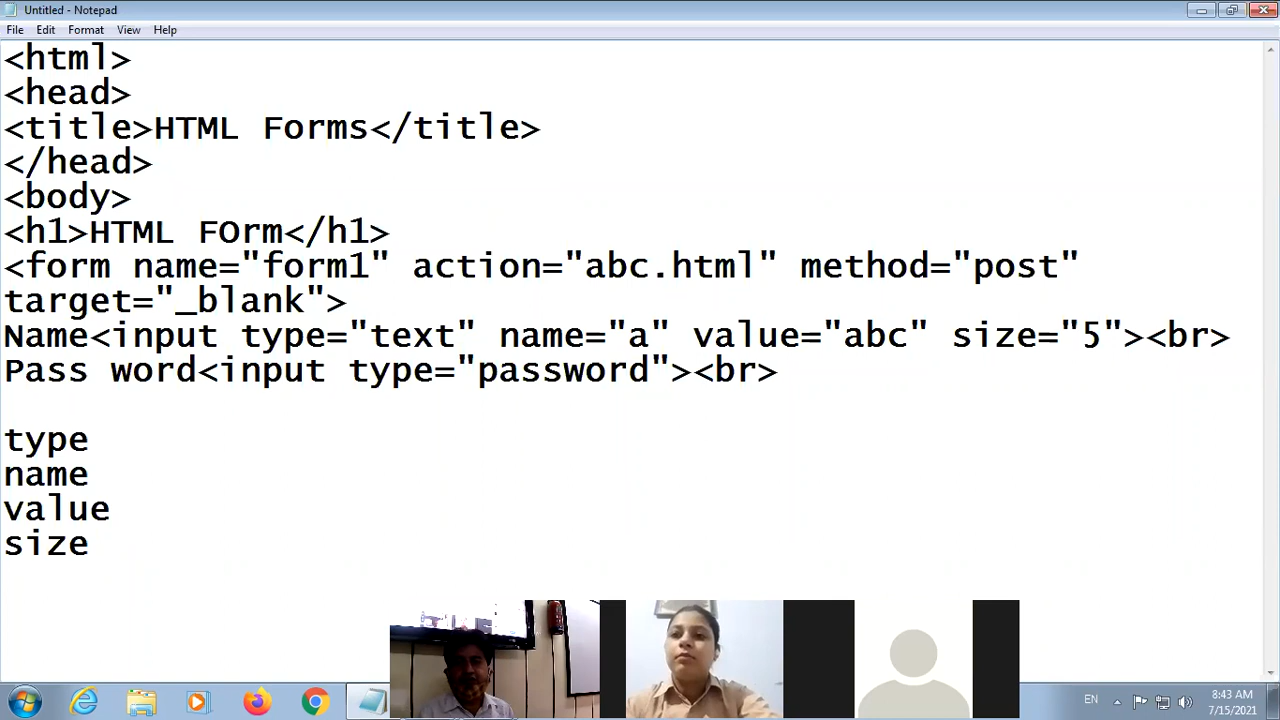 Untitled - Notepad
File Edit Format View Help
<html>
<head>
<title>HTML Forms</title>
</head>
<body>
<h1>HTML FOrm</h1>
<form name="form1" action="abc.html" method="post"
target="_blank">
Name<input type="text" name="a" value="abc" size="5"><br>
Pass word<input type="password"><br>
type
name
value
size
EN
8:43 AM
7/15/2021